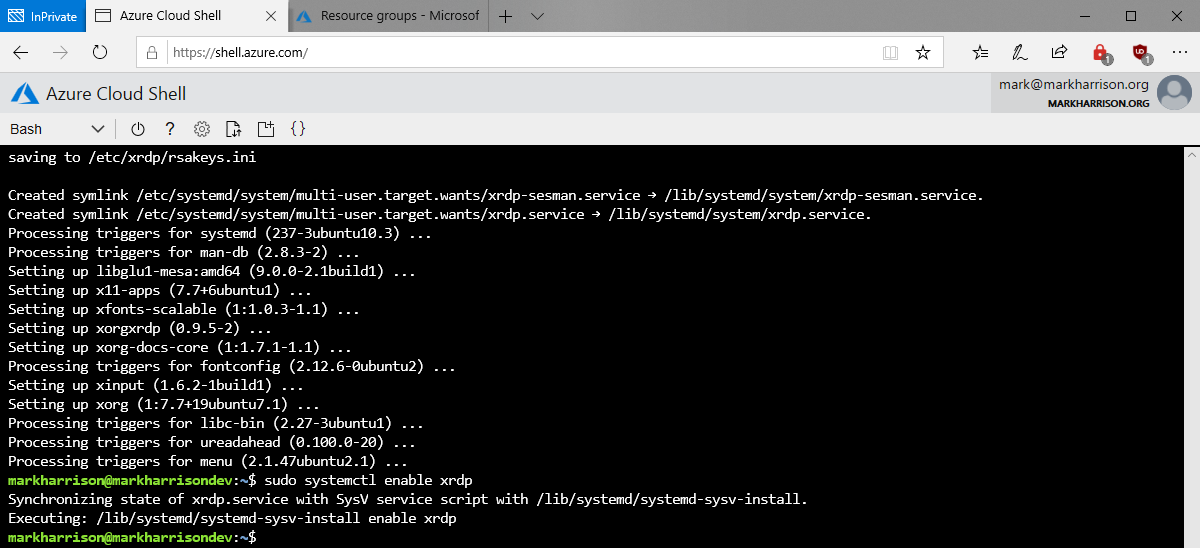 InPrivate
Azure Cloud Shell
Resource groups - Microsof
https://shell.azure.com/
1
UD
1
Azure Cloud Shell
mark@markharrison.org
MARKHARRISON.ORG
Bash
?
{}
saving to /etc/xrdp/rsakeys.ini
Created symlink /etc/systemd/system/multi-user.target.wants/xrdp-sesman.service → /lib/systemd/system/xrdp-sesman.service.
Created symlink /etc/systemd/system/multi-user.target.wants/xrdp.service → /lib/systemd/system/xrdp.service.
Processing triggers for systemd (237-3ubuntu10.3) ...
Processing triggers for man-db (2.8.3-2) ...
Setting up libglu1-mesa:amd64 (9.0.0-2.1build1) ...
Setting up x11-apps (7.7+6ubuntu1) ...
Setting up xfonts-scalable (1:1.0.3-1.1) ...
Setting up xorgxrdp (0.9.5-2) ...
Setting up xorg-docs-core (1:1.7.1-1.1) ...
Processing triggers for fontconfig (2.12.6-0ubuntu2) ...
Setting up xinput (1.6.2-1build1) ...
Setting up xorg (1:7.7+19ubuntu7.1) ...
Processing triggers for libc-bin (2.27-3ubuntu1) ...
Processing triggers for ureadahead (0.100.0-20) ...
Processing triggers for menu (2.1.47ubuntu2.1) ...
markharrison@markharrisondev:~$ sudo systemctl enable xrdp
Synchronizing state of xrdp.service with SysV service script with /lib/systemd/systemd-sysv-install.
Executing: /lib/systemd/systemd-sysv-install enable xrdp
markharrison@markharrisondev:~$